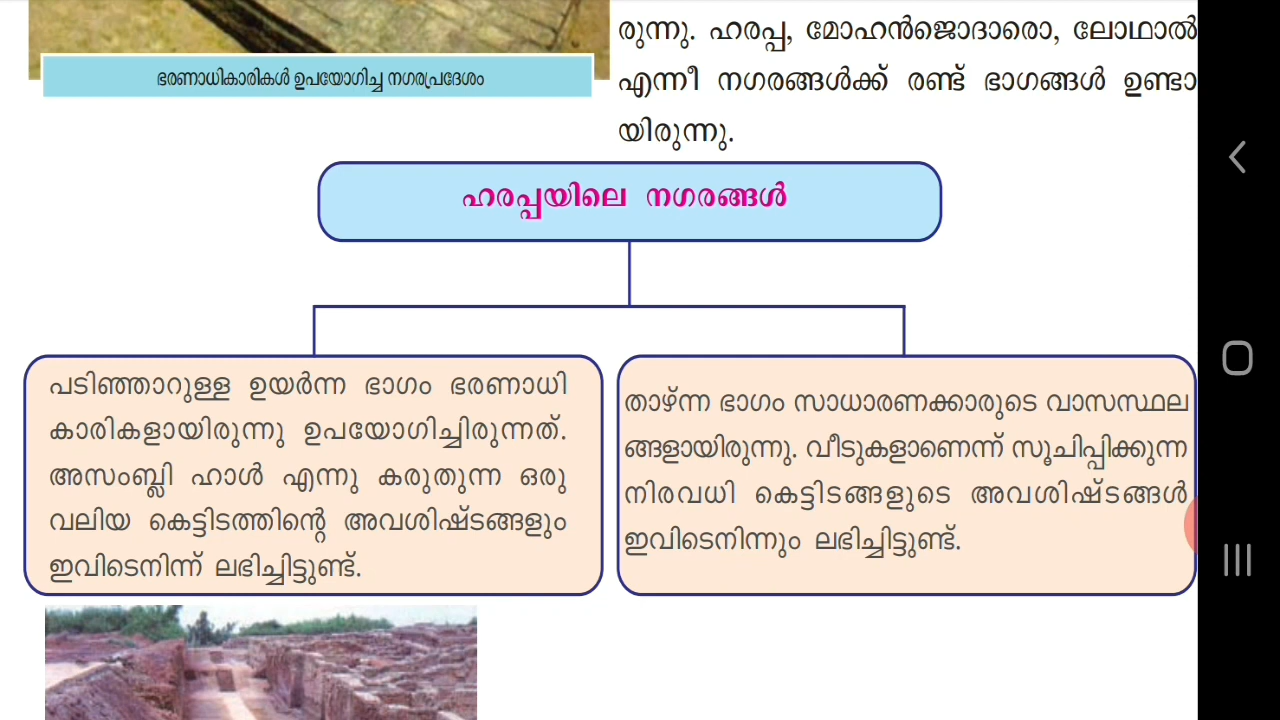 ഭരണാധികാരികൾ ഉപയോഗിച്ച നഗരപ്രദേശം
രുന്നു. ഹരപ്പ, മോഹൻജൊദാരൊ, ലോഥാൽ
എന്നീ നഗരങ്ങൾക്ക് രണ്ട് ഭാഗങ്ങൾ ഉണ്ടാ
യിരുന്നു.
ഹരപ്പയിലെ നഗരങ്ങൾ
പടിഞ്ഞാറുള്ള ഉയർന്ന ഭാഗം ഭരണാധി
കാരികളായിരുന്നു ഉപയോഗിച്ചിരുന്നത്.
അസംബ്ലി ഹാൾ എന്നു കരുതുന്ന ഒരു
വലിയ കെട്ടിടത്തിന്റെ അവശിഷ്ടങ്ങളും
ഇവിടെനിന്ന് ലഭിച്ചിട്ടുണ്ട്.
താഴ്ന്ന ഭാഗം സാധാരണക്കാരുടെ വാസസ്ഥല
ങ്ങളായിരുന്നു. വീടുകളാണെന്ന് സൂചിപ്പിക്കുന്ന
നിരവധി കെട്ടിടങ്ങളുടെ അവശിഷ്ടങ്ങൾ
ഇവിടെനിന്നും ലഭിച്ചിട്ടുണ്ട്.